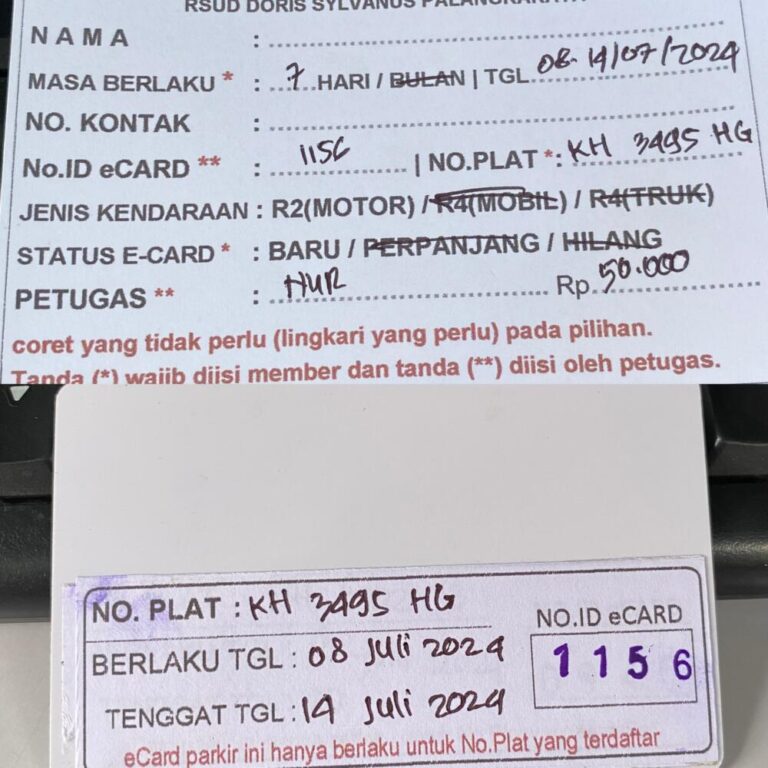 RSUD DORIS SYLVANUS
NAMA :
MASA BERLAKU * : 7 HARI / BULAN | TGL 08-14/07/2024
NO. KONTAK :
No.ID eCARD ** : 1156 | NO.PLAT *: KH 3495 HG
JENIS KENDARAAN : R2(MOTOR) / R4(MOBIL) / R4(TRUK)
STATUS E-CARD * : BARU / PERPANJANG / HILANG
PETUGAS ** : HUR Rp. 50.000
coret yang tidak perlu (lingkari yang perlu) pada pilihan.
Tanda (*) wajib diisi member dan tanda (**) diisi oleh petugas.
NO. PLAT : KH 3495 HG
NO.ID eCARD
BERLAKU TGL : 08 Juli 2024
1156
TENGGAT TGL : 14 Juli 2024
eCard parkir ini hanya berlaku untuk No.Plat yang terdaftar